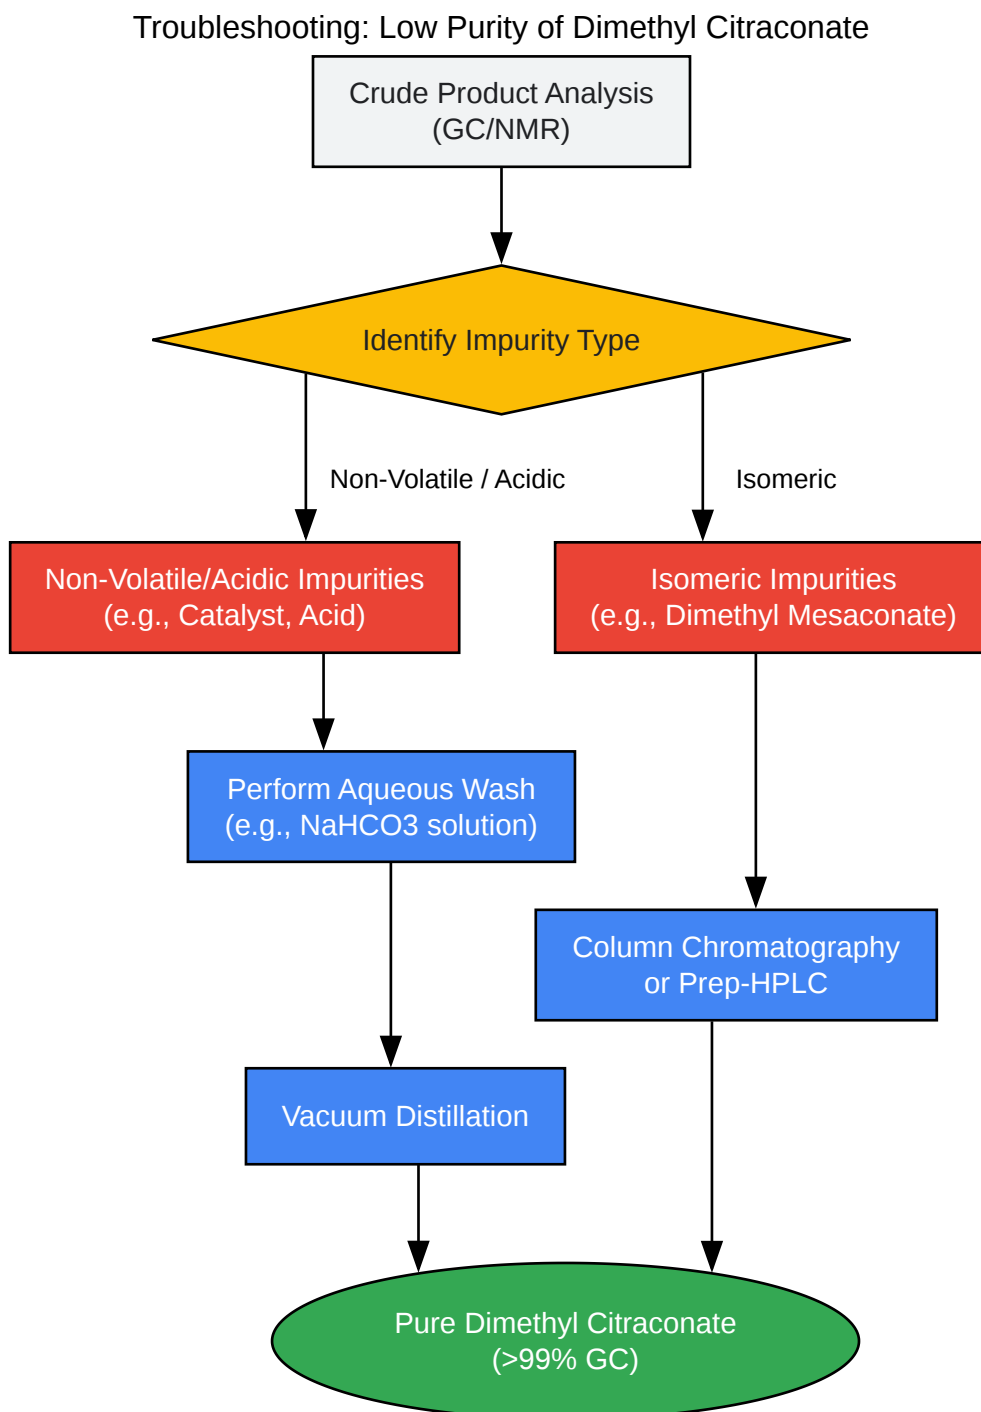 Troubleshooting: Low Purity of Dimethyl Citraconate
Crude Product Analysis
(GC/NMR)
Identify Impurity Type
Non-Volatile / Acidic
Isomeric
Non-Volatile/Acidic Impurities
(e.g., Catalyst, Acid)
Isomeric Impurities
(e.g., Dimethyl Mesaconate)
Perform Aqueous Wash
(e.g., NaHCO3 solution)
Column Chromatography
or Prep-HPLC
Vacuum Distillation
Pure Dimethyl Citraconate
(>99% GC)